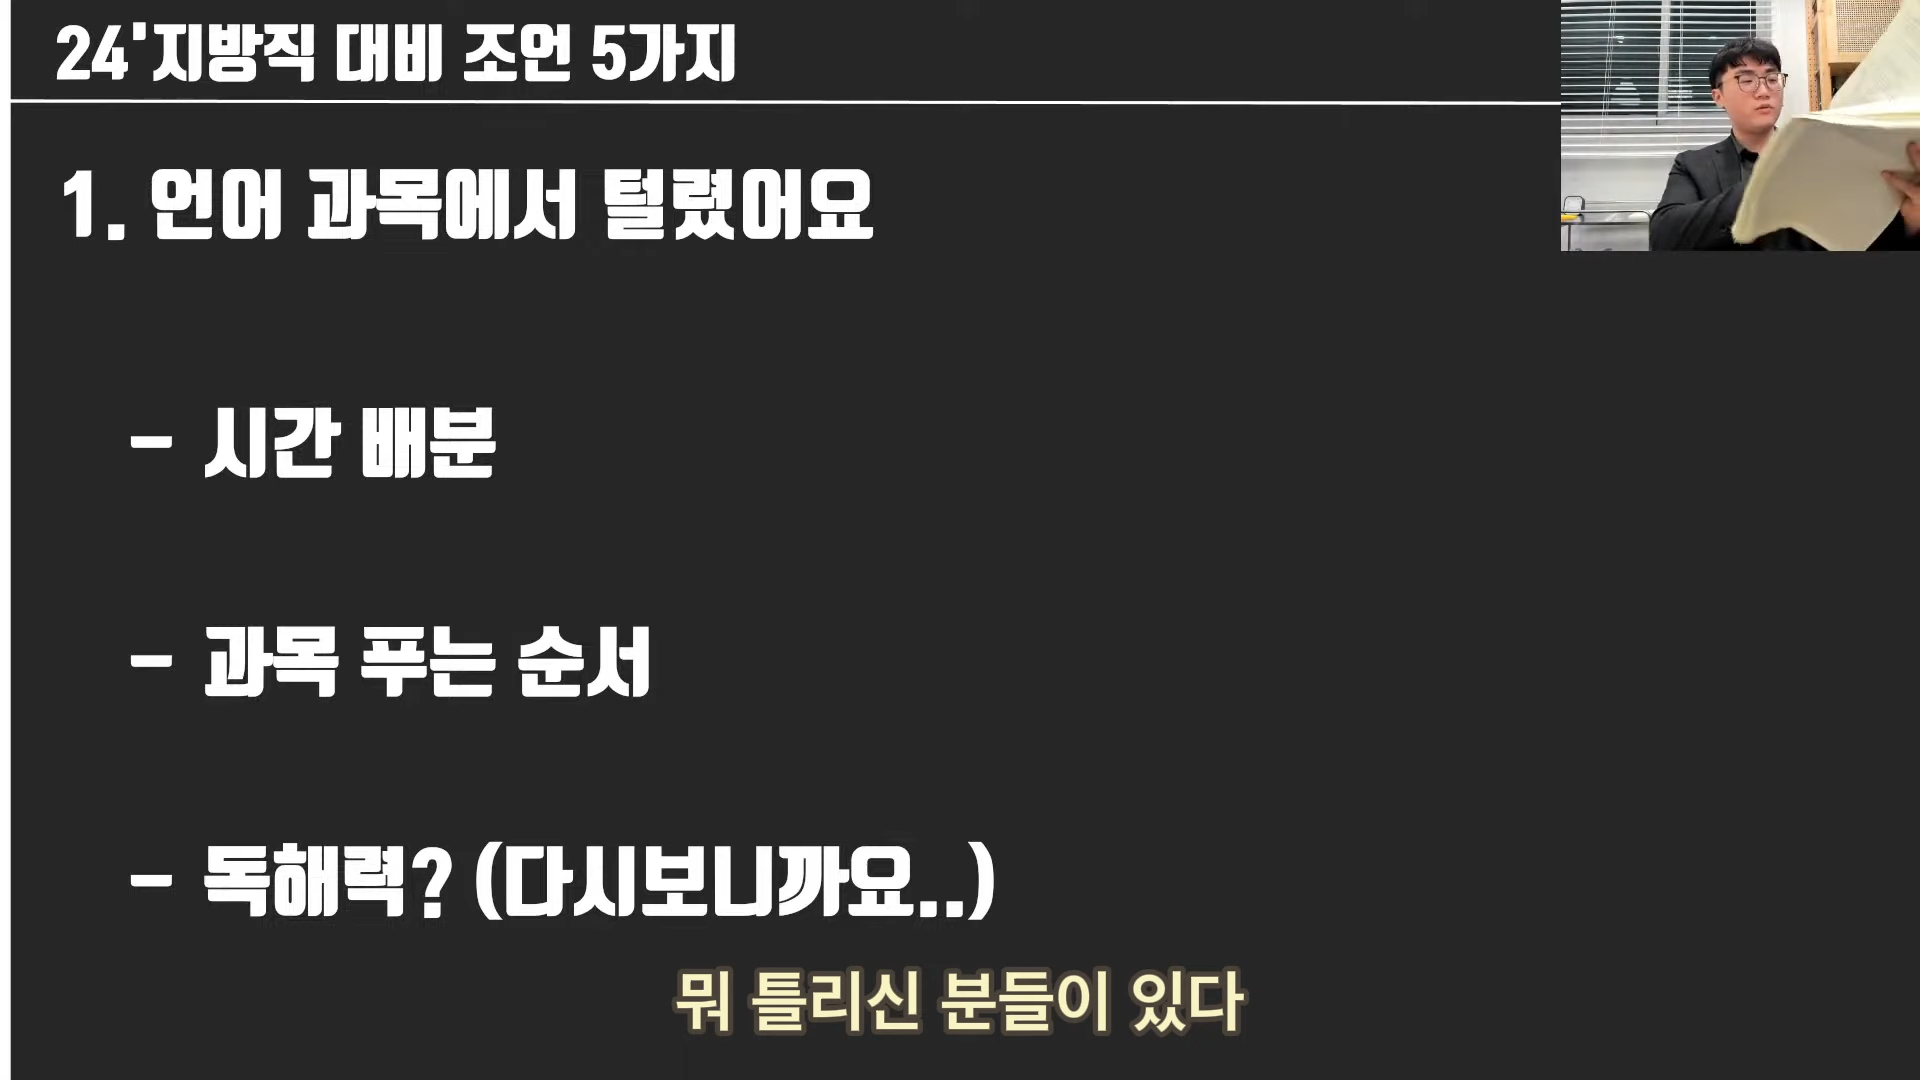 24'지방직 대비 조언 5가지
1. 언어 과목에서 털렸어요
- 시간 배분
- 과목 푸는 순서
- 독해력? (다시보니까요..)
뭐 틀리신 분들이 있다